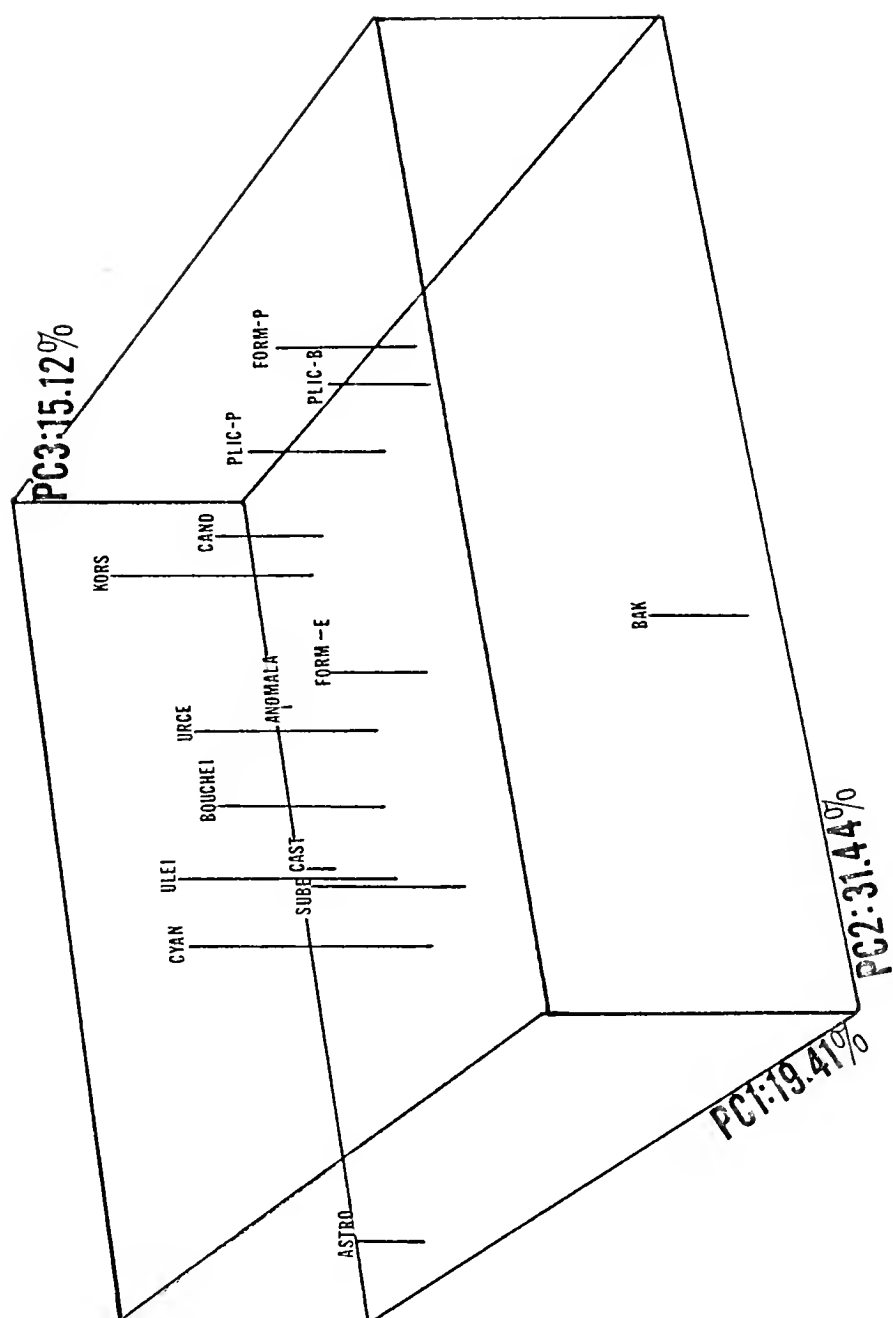 PC3:15.12%
FORM-P
PLIC-B
PLIC-P
CAND
KORS
FORM-E
ANOMALA
URCE
BOUCHEI
CAST
ULEI
SUBE
CYAN
BAK
ASTRO
PC2:31.44%
PC1:19.41%